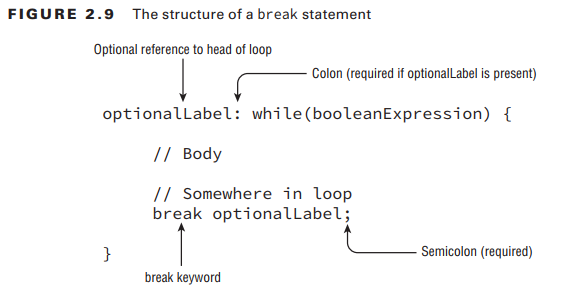 FIGURE 2.9 The structure of a break statement
Optional reference to head of loop
Colon (required if optionalLabel is present)
optionalLabel: while(booleanExpression) {
// Body
// Somewhere in loop
break optionalLabel;
}
Semicolon (required)
break keyword